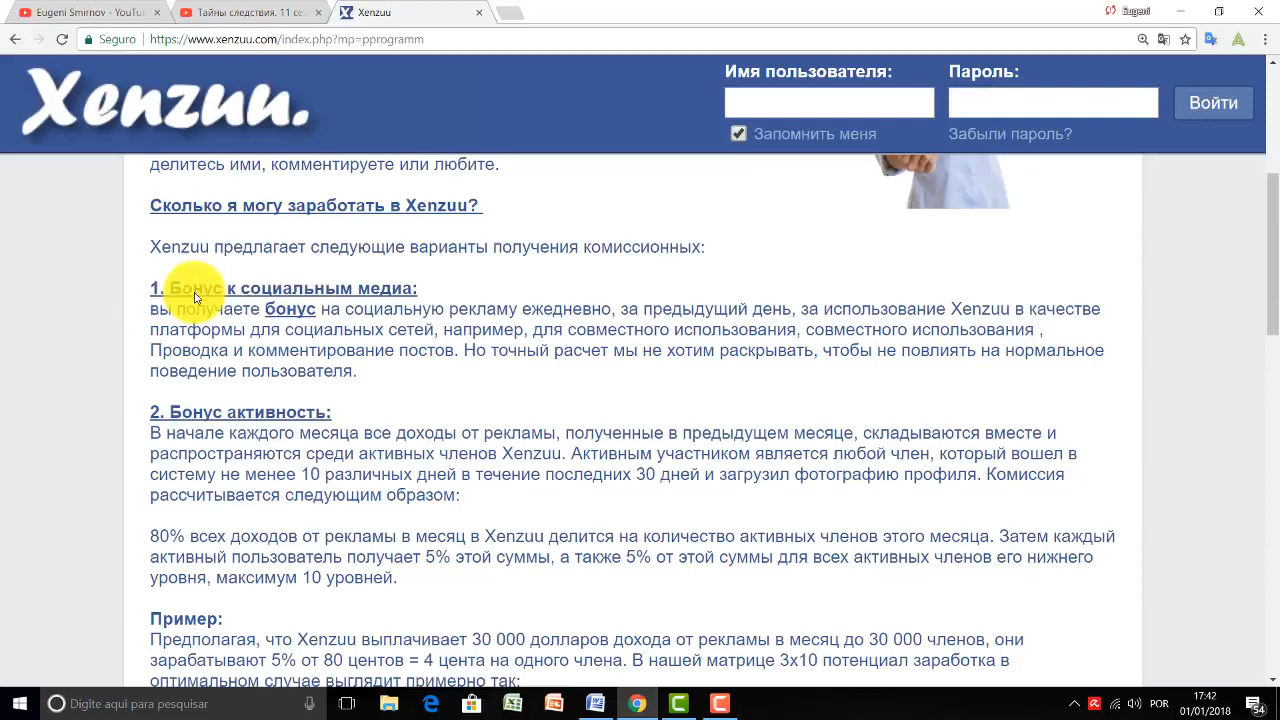 Eugeni Smirnov - YouTub
Тайны следствия. 11 се
Xenzuu
Eugexxl
Seguro
https://www.xenzuu.com/index.php?mp=pprogramm
Xenzuu.
Имя пользователя:
Пароль:
Войти
Запомнить меня
Забыли пароль?
делитесь ими, комментируете или любите.
Сколько я могу заработать в Xenzuu?
Xenzuu предлагает следующие варианты получения комиссионных:
1. Бонус к социальным медиа:
вы получаете бонус на социальную рекламу ежедневно, за предыдущий день, за использование Xenzuu в качестве
платформы для социальных сетей, например, для совместного использования, совместного использования ,
Проводка и комментирование постов. Но точный расчет мы не хотим раскрывать, чтобы не повлиять на нормальное
поведение пользователя.
2. Бонус активность:
В начале каждого месяца все доходы от рекламы, полученные в предыдущем месяце, складываются вместе и
распространяются среди активных членов Xenzuu. Активным участником является любой член, который вошел в
систему не менее 10 различных дней в течение последних 30 дней и загрузил фотографию профиля. Комиссия
рассчитывается следующим образом:
80% всех доходов от рекламы в месяц в Xenzuu делится на количество активных членов этого месяца. Затем каждый
активный пользователь получает 5% этой суммы, а также 5% от этой суммы для всех активных членов его нижнего
уровня, максимум 10 уровней.
Пример:
Предполагая, что Xenzuu выплачивает 30 000 долларов дохода от рекламы в месяц до 30 000 членов, они
зарабатывают 5% от 80 центов = 4 цента на одного члена. В нашей матрице 3x10 потенциал заработка в
оптимальном случае выглядит примерно так:
Digite aqui para pesquisar
POR
17:42
01/01/2018
54